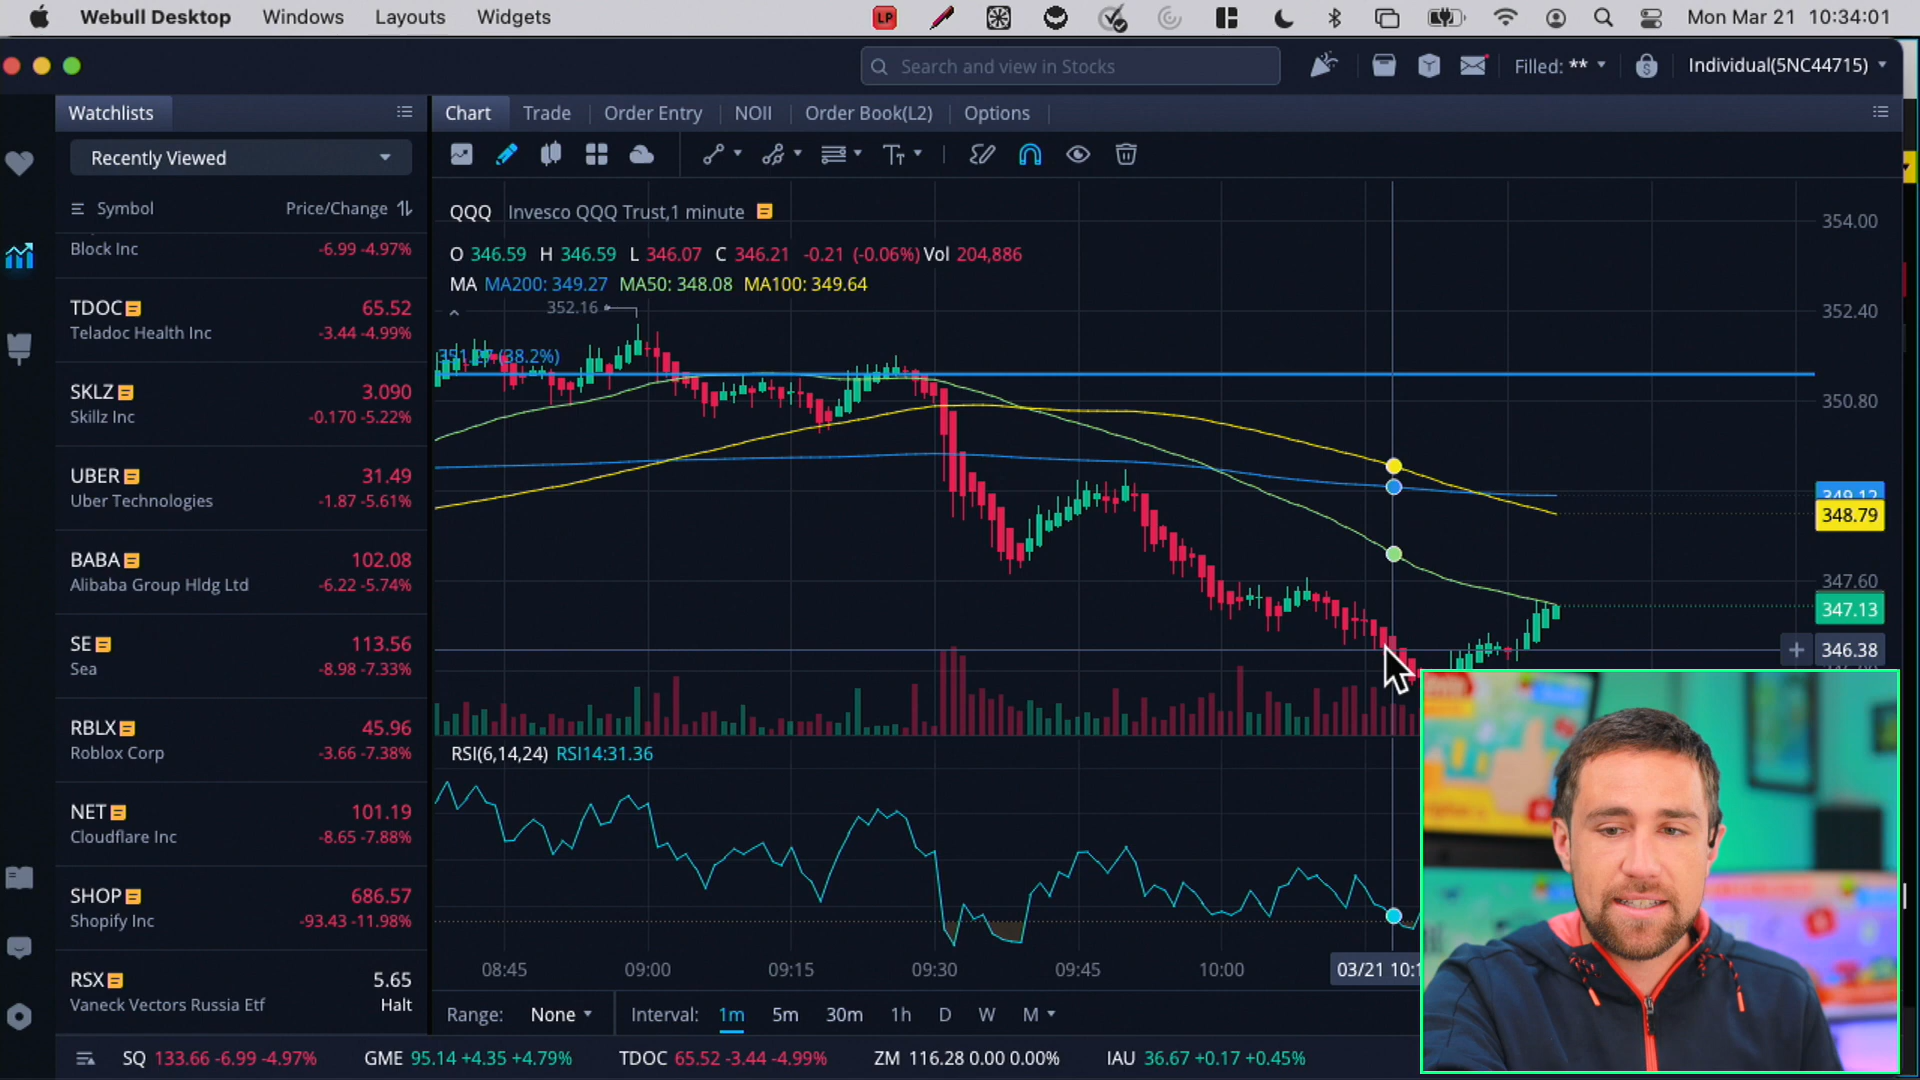 Webull Desktop Windows Layouts Widgets LP Mon Mar 21 10:34:01
Search and view in Stocks Filled: ** Individual(5NC44715)
Watchlists Chart Trade Order Entry NOII Order Book(L2) Options
Recently Viewed
Symbol Price/Change
Block Inc -6.99 -4.97%
TDOC 65.52
Teladoc Health Inc -3.44 -4.99%
SKLZ 3.090
Skillz Inc -0.170 -5.22%
UBER 31.49
Uber Technologies -1.87 -5.61%
BABA 102.08
Alibaba Group Hldg Ltd -6.22 -5.74%
SE 113.56
Sea -8.98 -7.33%
RBLX 45.96
Roblox Corp -3.66 -7.38%
NET 101.19
Cloudflare Inc -8.65 -7.88%
SHOP 686.57
Shopify Inc -93.43 -11.98%
RSX 5.65
Vaneck Vectors Russia Etf Halt
QQQ Invesco QQQ Trust,1 minute
O 346.59 H 346.59 L 346.07 C 346.21 -0.21 (-0.06%) Vol 204,886
MA MA200: 349.27 MA50: 348.08 MA100: 349.64
352.16
(38.2%)
354.00
352.40
350.80
349.12
348.79
347.60
347.13
346.38
RSI(6,14,24) RSI14:31.36
08:45 09:00 09:15 09:30 09:45 10:00 03/21 10:1
Range: None Interval: 1m 5m 30m 1h D W M
SQ 133.66 -6.99 -4.97% GME 95.14 +4.35 +4.79% TDOC 65.52 -3.44 -4.99% ZM 116.28 0.00 0.00% IAU 36.67 +0.17 +0.45%